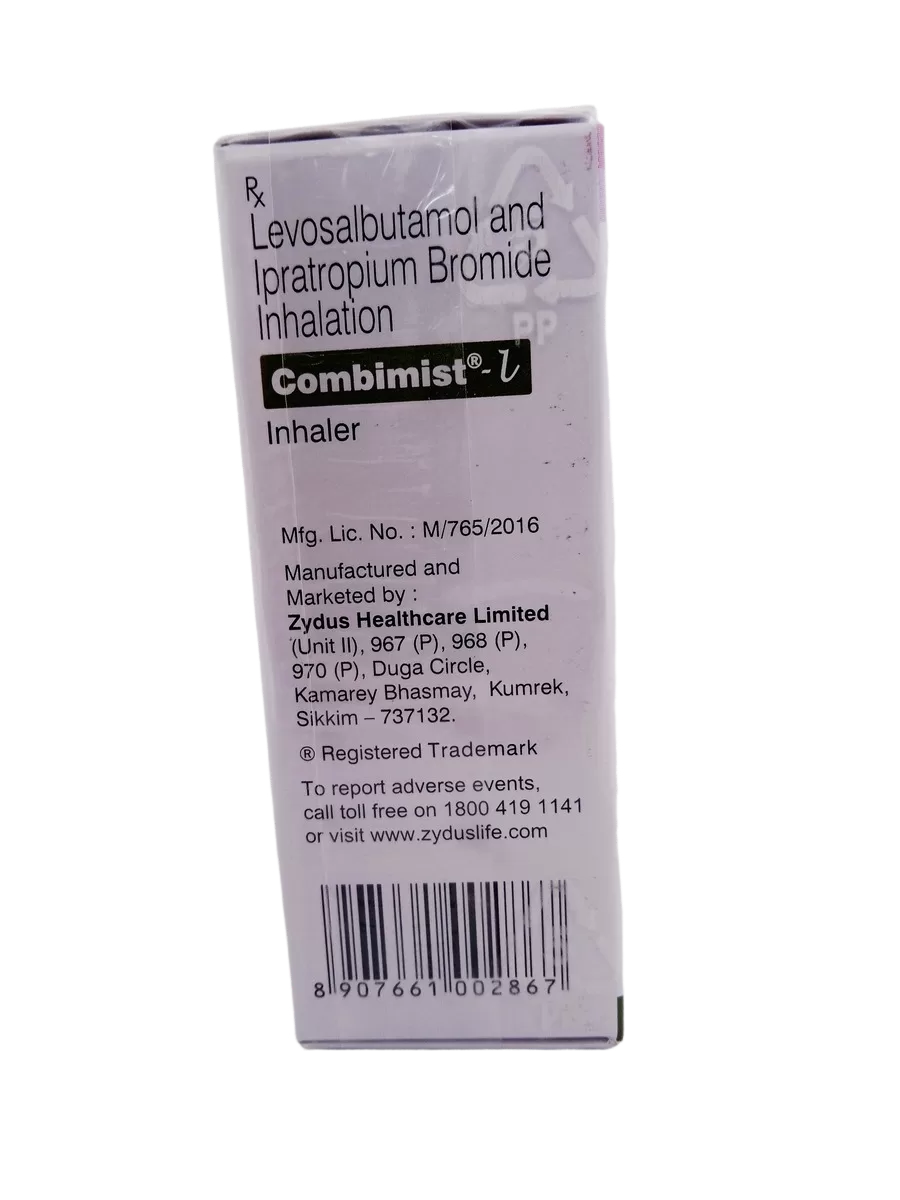 Rx
Levosalbutamol and
Ipratropium Bromide
Inhalation
Combimist®-l
Inhaler
Mfg. Lic. No. : M/765/2016
Manufactured and
Marketed by :
Zydus Healthcare Limited
(Unit II), 967 (P), 968 (P),
970 (P), Duga Circle,
Kamarey Bhasmay, Kumrek,
Sikkim – 737132.
® Registered Trademark
To report adverse events,
call toll free on 1800 419 1141
or visit www.zyduslife.com
8 907661 002867
PP